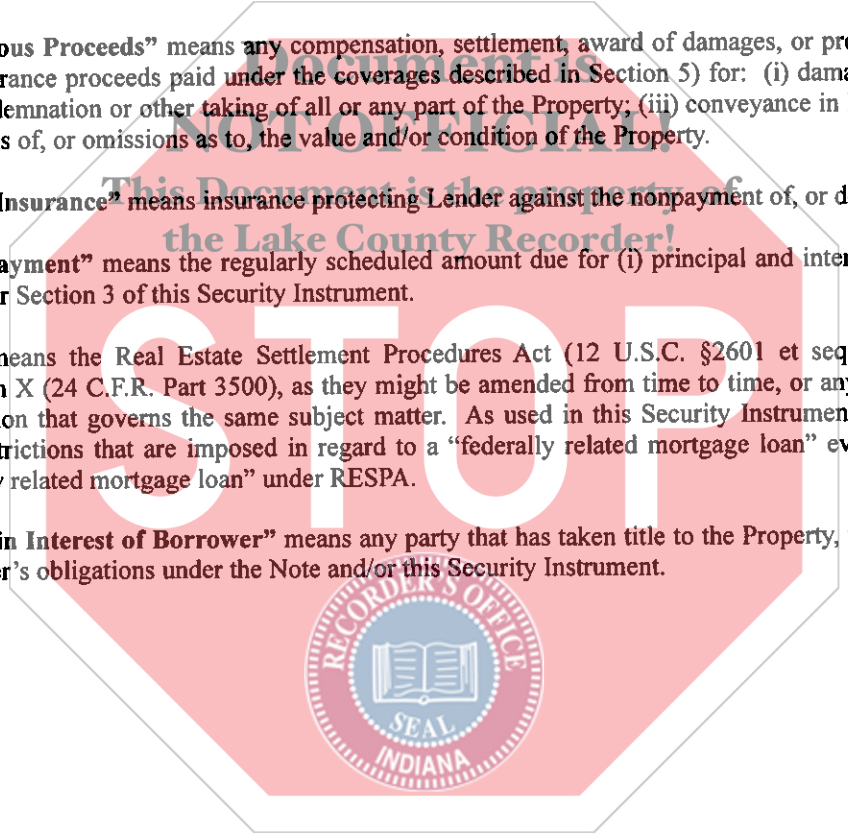 ous Proceeds” means any compensation, settlement, award of damages, or pro
rance proceeds paid under the coverages described in Section 5) for: (i) dama
lemnation or other taking of all or any part of the Property; (iii) conveyance in
s of, or omissions as to, the value and/or condition of the Property.
Insurance” means insurance protecting Lender against the nonpayment of, or d
ayment” means the regularly scheduled amount due for (i) principal and inter
r Section 3 of this Security Instrument.
means the Real Estate Settlement Procedures Act (12 U.S.C. §2601 et seq
n X (24 C.F.R. Part 3500), as they might be amended from time to time, or any
on that governs the same subject matter. As used in this Security Instrument
trictions that are imposed in regard to a “federally related mortgage loan” ev
y related mortgage loan” under RESPA.
in Interest of Borrower” means any party that has taken title to the Property,
er’s obligations under the Note and/or this Security Instrument.
Document is
NOT OFFICIAL!
This Document is the property of
the Lake County Recorder!
STOP
RECORDER'S OFFICE
SEAL
INDIANA